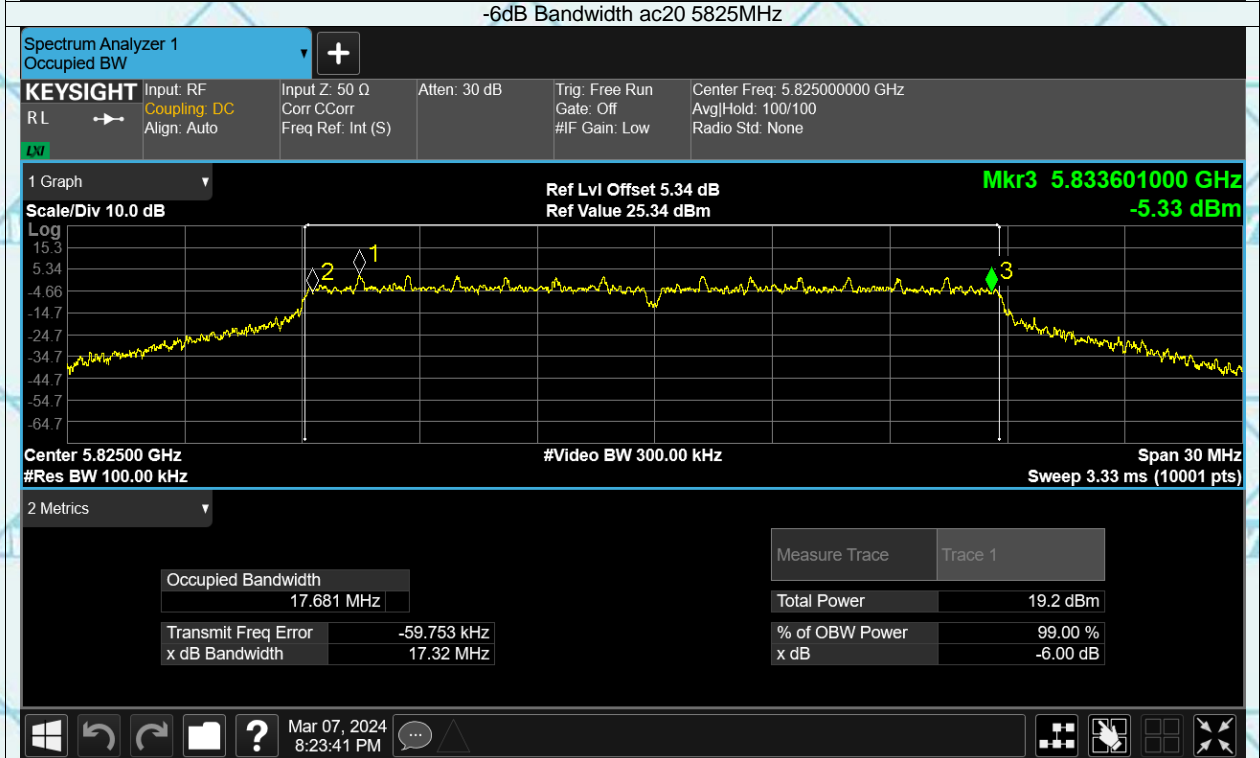 -6dB Bandwidth ac20 5825MHz
Spectrum Analyzer 1
Occupied BW
+
KEYSIGHT
R L
LXI
Input: RF
Coupling: DC
Align: Auto
Input Z: 50 Ω
Corr CCorr
Freq Ref: Int (S)
Atten: 30 dB
Trig: Free Run
Gate: Off
#IF Gain: Low
Center Freq: 5.825000000 GHz
Avg|Hold: 100/100
Radio Std: None
1 Graph
Scale/Div 10.0 dB
Ref Lvl Offset 5.34 dB
Ref Value 25.34 dBm
Mkr3 5.833601000 GHz
-5.33 dBm
Log
15.3
5.34
-4.66
-14.7
-24.7
-34.7
-44.7
-54.7
-64.7
2
1
3
Center 5.82500 GHz
#Video BW 300.00 kHz
Span 30 MHz
#Res BW 100.00 kHz
Sweep 3.33 ms (10001 pts)
2 Metrics
Measure Trace Trace 1
Occupied Bandwidth
17.681 MHz
Total Power 19.2 dBm
Transmit Freq Error -59.753 kHz
% of OBW Power 99.00 %
x dB Bandwidth 17.32 MHz
x dB -6.00 dB
?
Mar 07, 2024
8:23:41 PM